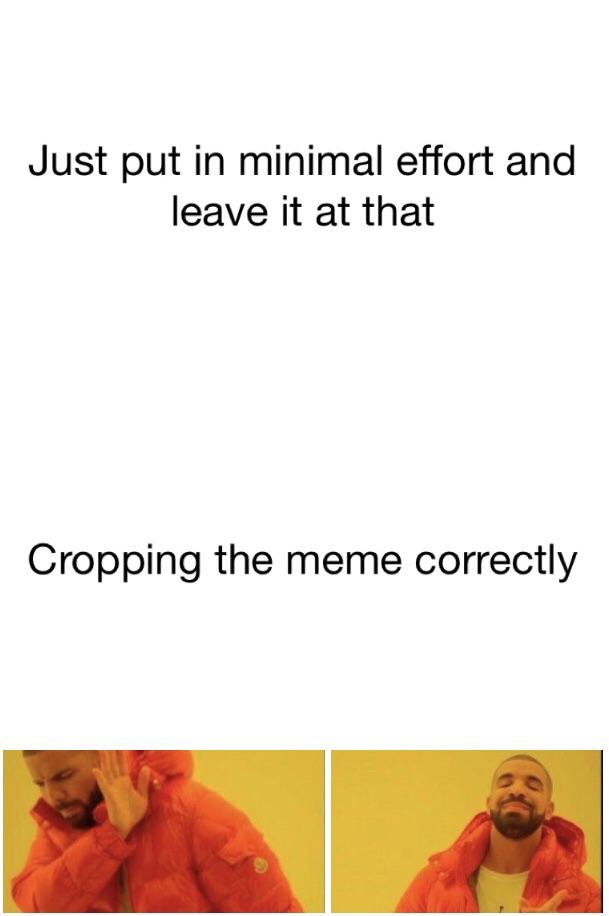 Just put in minimal effort and
leave it at that
Cropping the meme correctly